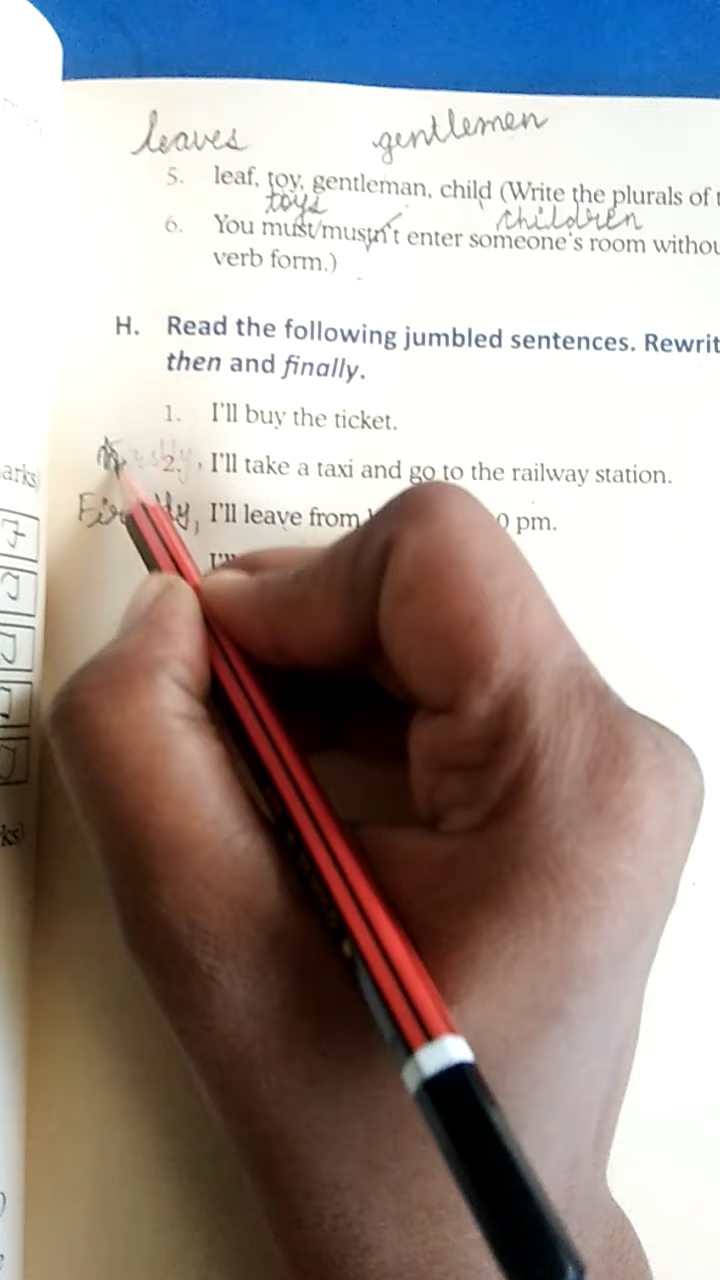 leaves gentlemen
5. leaf, toy, gentleman, child (Write the plurals of
toys children
6. You must/mustn't enter someone's room withou
verb form.)
H. Read the following jumbled sentences. Rewrit
then and finally.
1. I'll buy the ticket.
2. I'll take a taxi and go to the railway station.
Firstly, I'll leave from 0 pm.
arks)
ks)